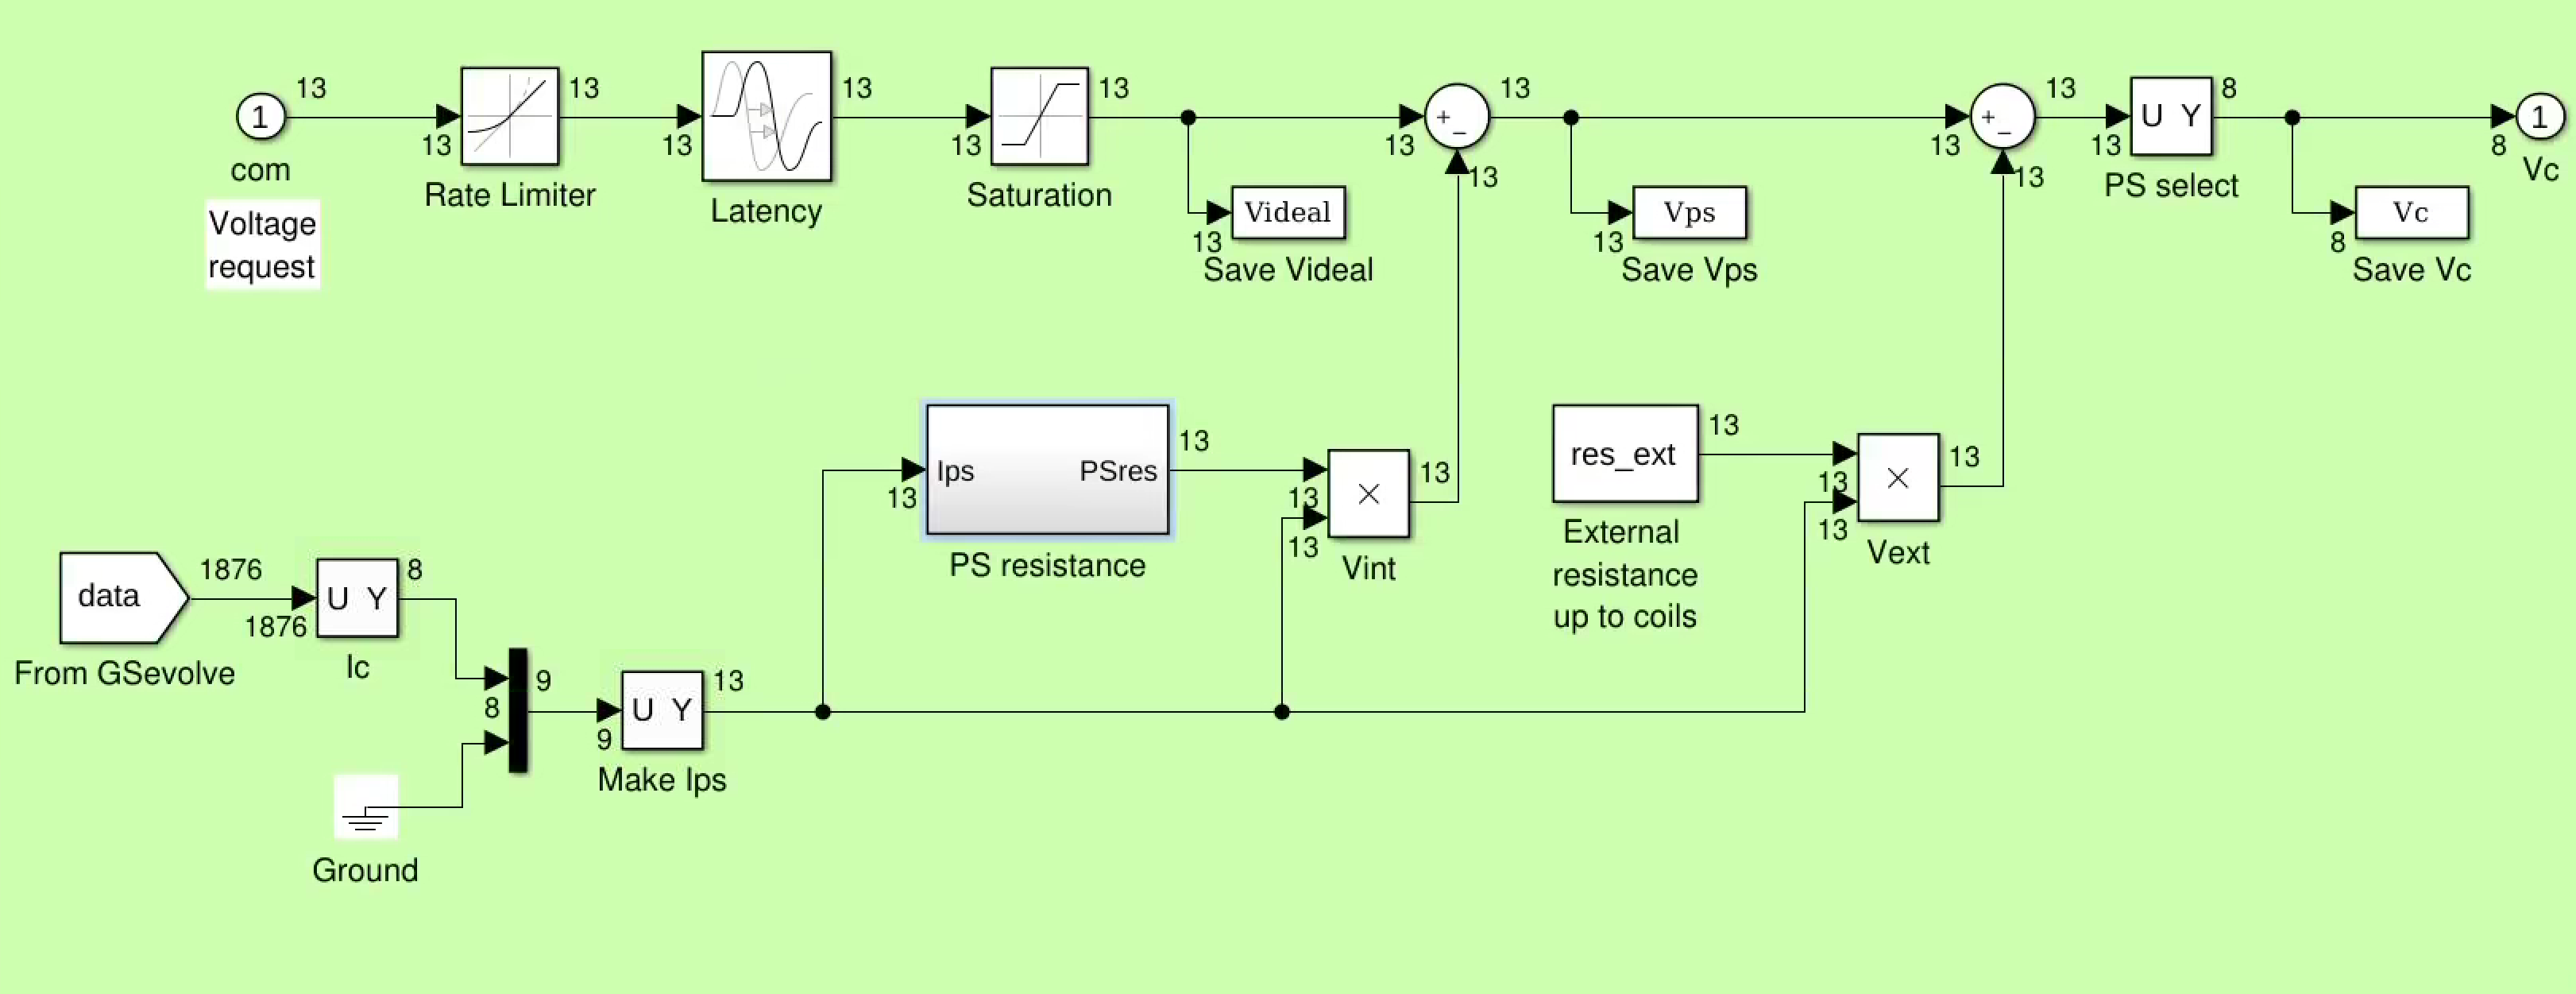 13
13
13
13
8
1
com
Voltage
request
13
Rate Limiter
13
Latency
13
Saturation
13
+
−
13
13
+
−
13
13
U Y
PS select
8
1
Vc
Videal
13
Save Videal
Vps
13
Save Vps
Vc
8
Save Vc
13
Ips
PSres
13
PS resistance
13
13
×
13
Vint
res_ext
13
External
resistance
up to coils
13
13
×
13
Vext
data
From GSevolve
1876
1876
U Y
8
Ic
8
9
9
U Y
13
Make Ips
Ground